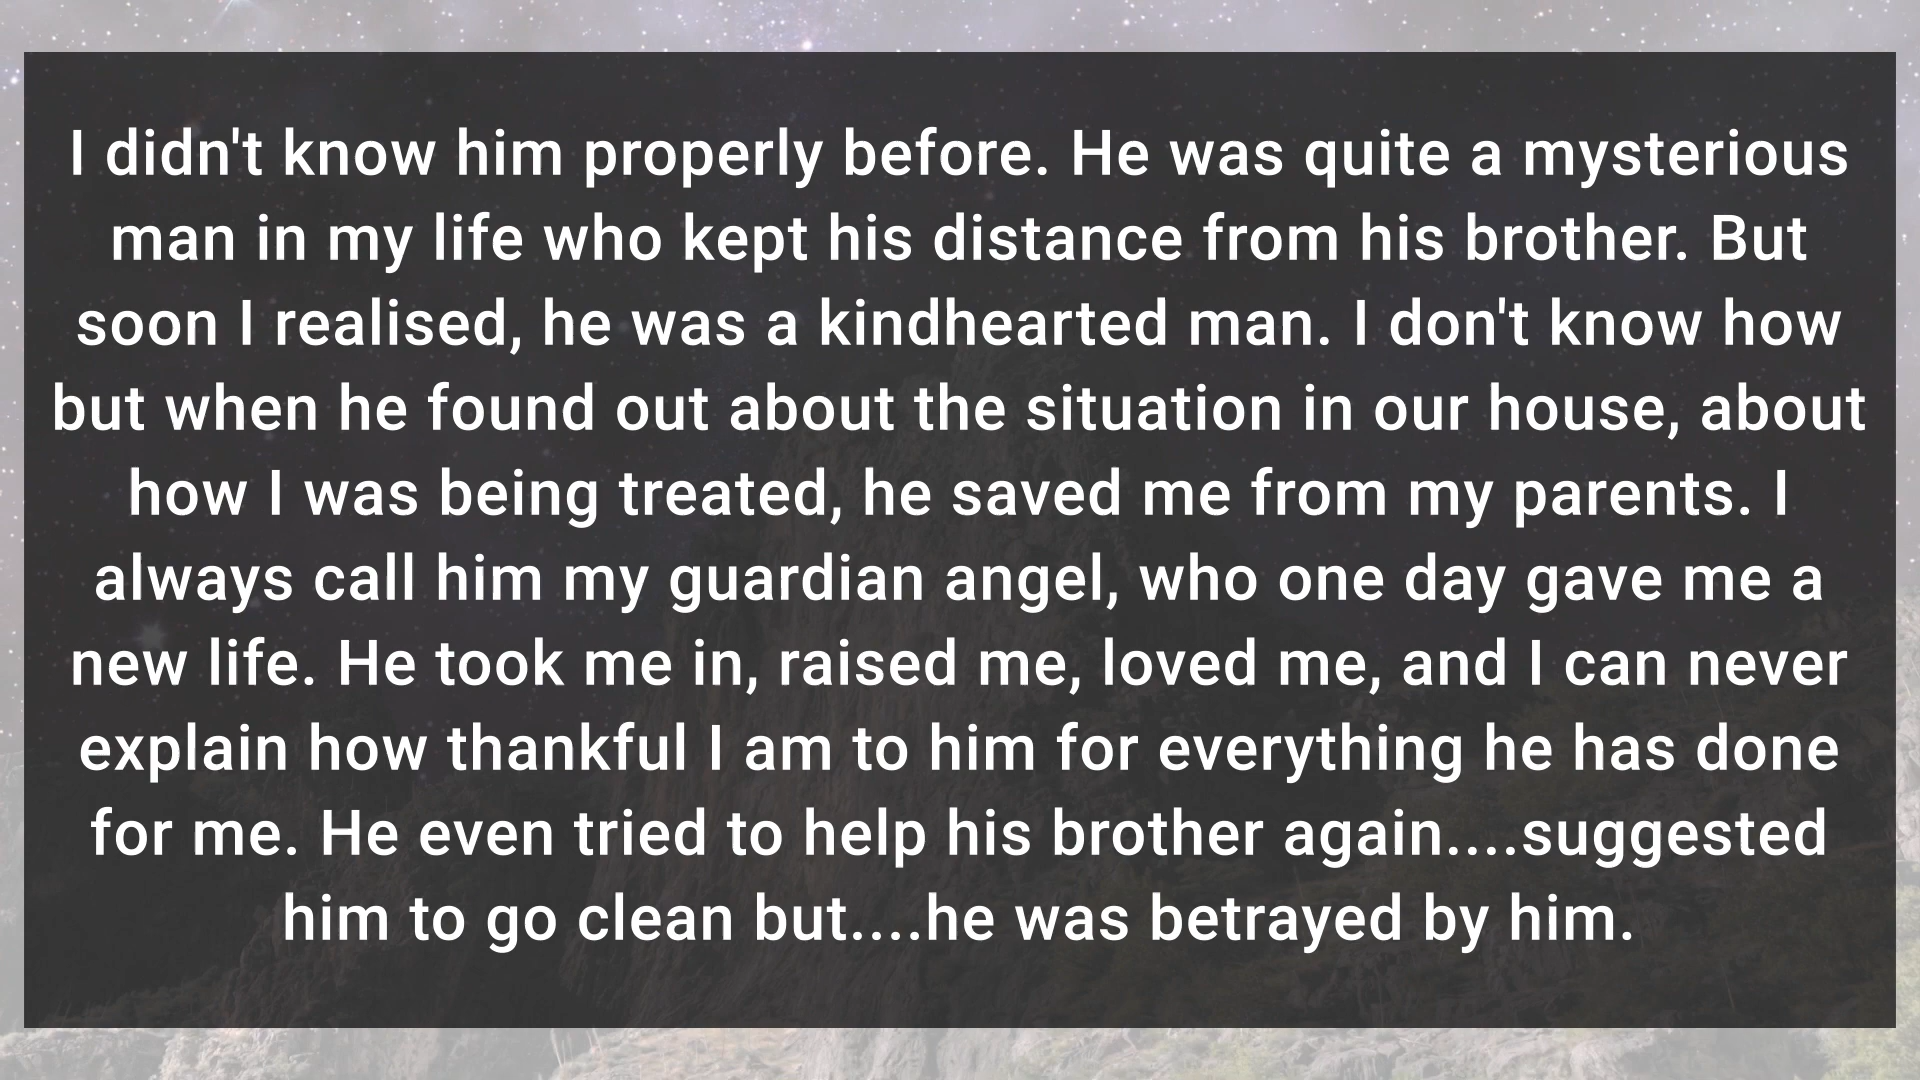 I didn't know him properly before. He was quite a mysterious
man in my life who kept his distance from his brother. But
soon I realised, he was a kindhearted man. I don't know how
but when he found out about the situation in our house, about
how I was being treated, he saved me from my parents. I
always call him my guardian angel, who one day gave me a
new life. He took me in, raised me, loved me, and I can never
explain how thankful I am to him for everything he has done
for me. He even tried to help his brother again....suggested
him to go clean but....he was betrayed by him.